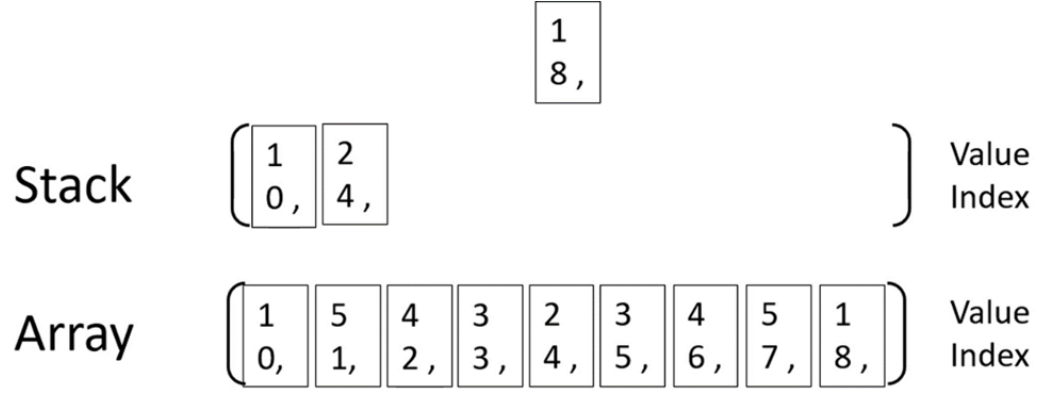 1
8 ,
Stack
1 2
0 , 4 ,
Value
Index
Array
1 5 4 3 2 3 4 5 1
0, 1, 2 , 3 , 4 , 5 , 6 , 7 , 8 ,
Value
Index